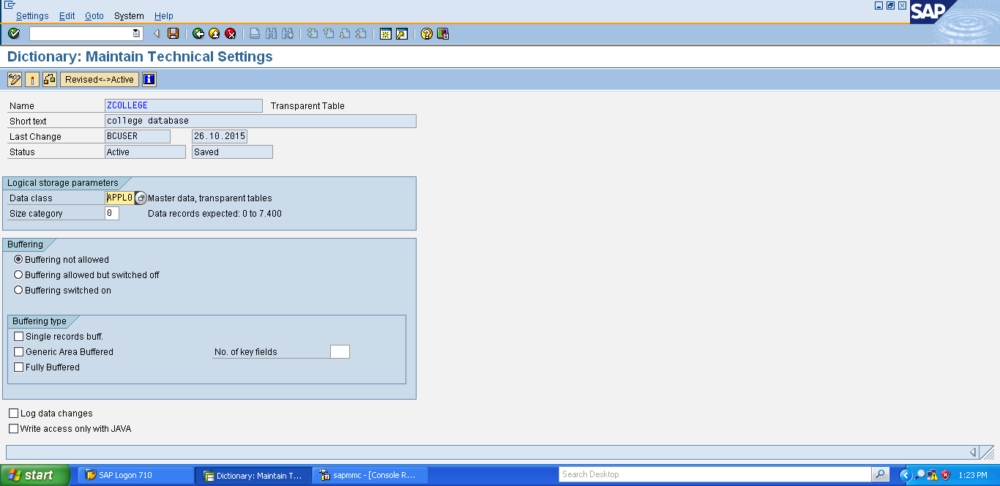 Settings Edit Goto System Help
SAP
Dictionary: Maintain Technical Settings
Revised<->Active
Name ZCOLLEGE Transparent Table
Short text college database
Last Change BCUSER 26.10.2015
Status Active Saved
Logical storage parameters
Data class APPL0 Master data, transparent tables
Size category 0 Data records expected: 0 to 7.400
Buffering
Buffering not allowed
Buffering allowed but switched off
Buffering switched on
Buffering type
Single records buff.
Generic Area Buffered No. of key fields
Fully Buffered
Log data changes
Write access only with JAVA
start SAP Logon 710 Dictionary: Maintain T... sapmmc - [Console R... Search Desktop 1:23 PM